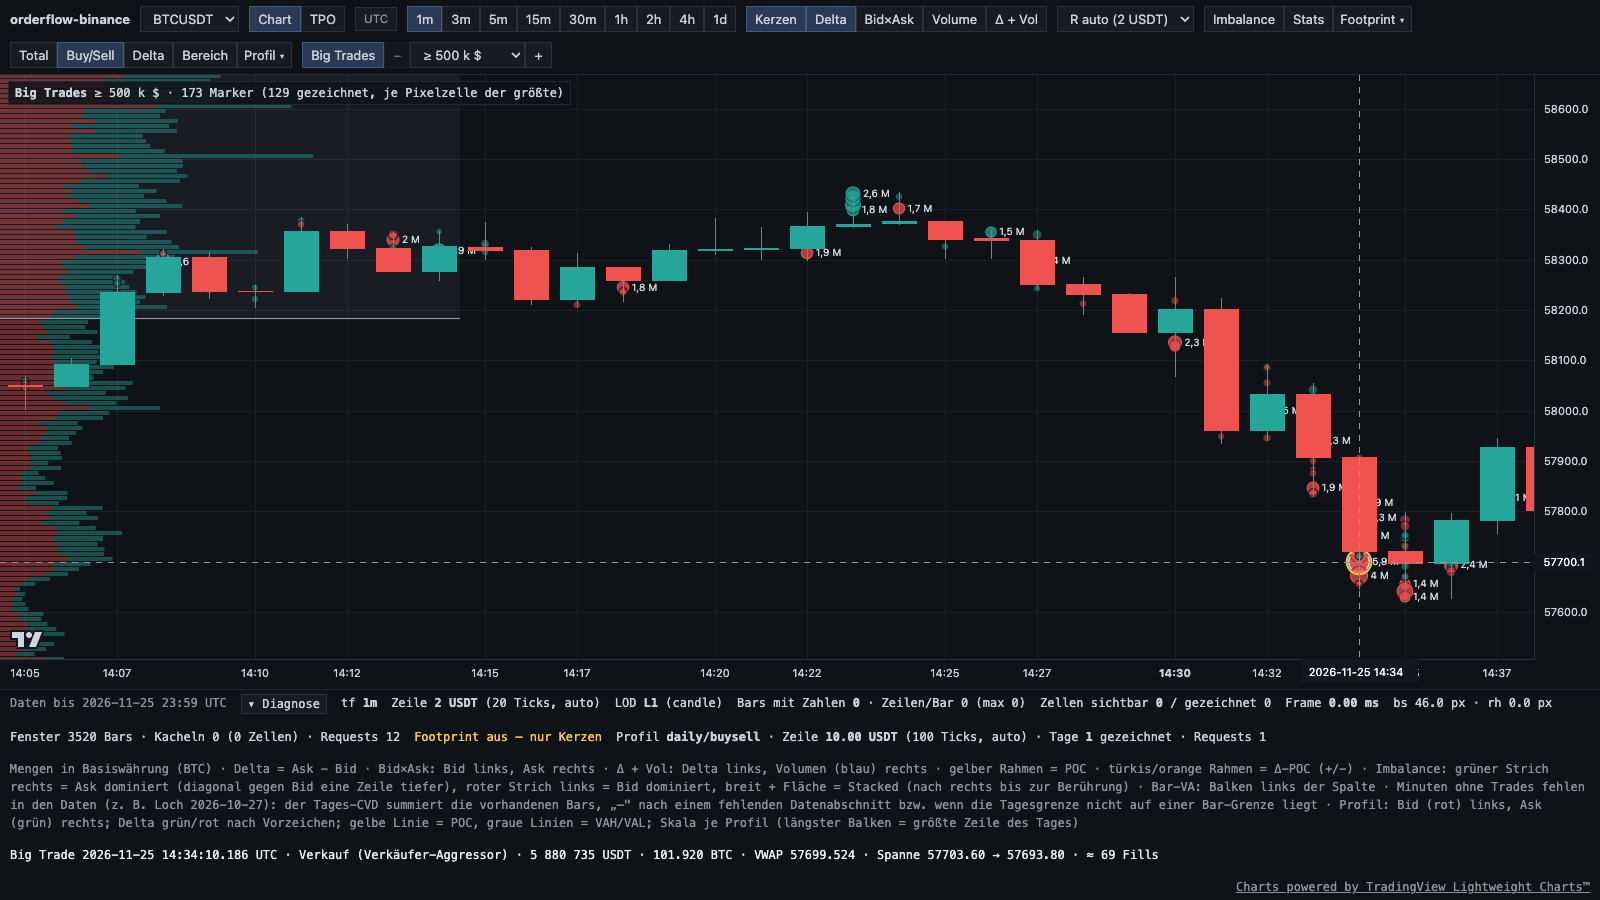 orderflow-binance BTCUSDT Chart TPO UTC 1m 3m 5m 15m 30m 1h 2h 4h 1d Kerzen Delta Bid×Ask Volume Δ + Vol R auto (2 USDT) Imbalance Stats Footprint ▾
Total Buy/Sell Delta Bereich Profil ▾ Big Trades − ≥ 500 k $ +
Big Trades ≥ 500 k $ · 173 Marker (129 gezeichnet, je Pixelzelle der größte)
58600.0
58500.0
2,6 M
1,8 M
1,7 M
58400.0
1,5 M
2 M
1,9 M
58300.0
1,8 M
58200.0
2,3
58100.0
58000.0
57900.0
1,9
57800.0
57700.1
2,4 M
4 M
1,4 M
1,4 M
57600.0
14:05 14:07 14:10 14:12 14:15 14:17 14:20 14:22 14:25 14:27 14:30 14:32 2026-11-25 14:34 14:37
Daten bis 2026-11-25 23:59 UTC ▾ Diagnose tf 1m Zeile 2 USDT (20 Ticks, auto) LOD L1 (candle) Bars mit Zahlen 0 · Zeilen/Bar 0 (max 0) Zellen sichtbar 0 / gezeichnet 0 Frame 0.00 ms bs 46.0 px · rh 0.0 px
Fenster 3520 Bars · Kacheln 0 (0 Zellen) · Requests 12 Footprint aus – nur Kerzen Profil daily/buysell · Zeile 10.00 USDT (100 Ticks, auto) · Tage 1 gezeichnet · Requests 1
Mengen in Basiswährung (BTC) · Delta = Ask − Bid · Bid×Ask: Bid links, Ask rechts · Δ + Vol: Delta links, Volumen (blau) rechts · gelber Rahmen = POC · türkis/orange Rahmen = Δ-POC (+/−) · Imbalance: grüner Strich
rechts = Ask dominiert (diagonal gegen Bid eine Zeile tiefer), roter Strich links = Bid dominiert, breit + Fläche = Stacked (nach rechts bis zur Berührung) · Bar-VA: Balken links der Spalte · Minuten ohne Trades fehlen
in den Daten (z. B. Loch 2026-10-27): der Tages-CVD summiert die vorhandenen Bars, „–" nach einem fehlenden Datenabschnitt bzw. wenn die Tagesgrenze nicht auf einer Bar-Grenze liegt · Profil: Bid (rot) links, Ask
(grün) rechts; Delta grün/rot nach Vorzeichen; gelbe Linie = POC, graue Linien = VAH/VAL; Skala je Profil (längster Balken = größte Zeile des Tages)
Big Trade 2026-11-25 14:34:10.186 UTC · Verkauf (Verkäufer-Aggressor) · 5 880 735 USDT · 101.920 BTC · VWAP 57699.524 · Spanne 57703.60 → 57693.80 · ≈ 69 Fills
Charts powered by TradingView Lightweight Charts™